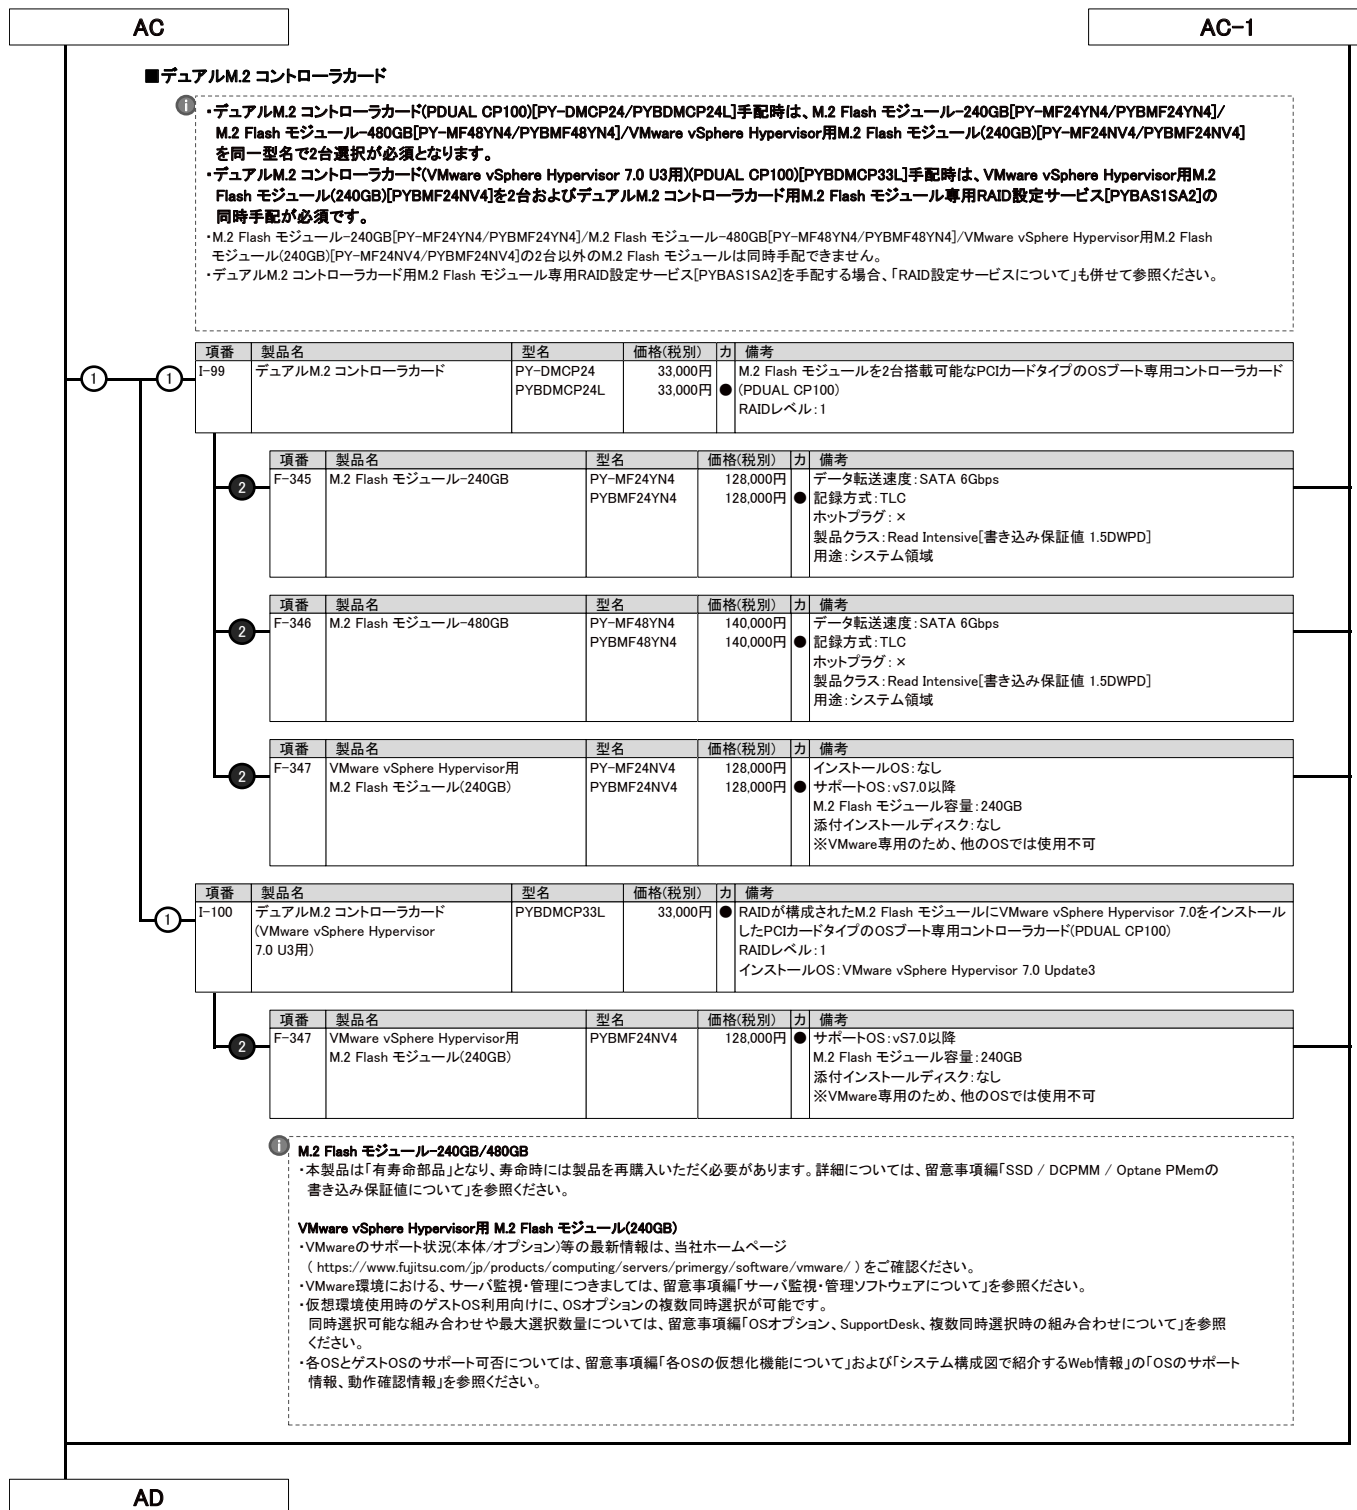 AC
AC-1
■デュアルM.2 コントローラカード
i
・デュアルM.2 コントローラカード(PDUAL CP100)[PY-DMCP24/PYBDMCP24L]手配時は、M.2 Flash モジュール-240GB[PY-MF24YN4/PYBMF24YN4]/
M.2 Flash モジュール-480GB[PY-MF48YN4/PYBMF48YN4]/VMware vSphere Hypervisor用M.2 Flash モジュール(240GB)[PY-MF24NV4/PYBMF24NV4]
を同一型名で2台選択が必須となります。
・デュアルM.2 コントローラカード(VMware vSphere Hypervisor 7.0 U3用)(PDUAL CP100)[PYBDMCP33L]手配時は、VMware vSphere Hypervisor用M.2
Flash モジュール(240GB)[PYBMF24NV4]を2台およびデュアルM.2 コントローラカード用M.2 Flash モジュール専用RAID設定サービス[PYBAS1SA2]の
同時手配が必須です。
・M.2 Flash モジュール-240GB[PY-MF24YN4/PYBMF24YN4]/M.2 Flash モジュール-480GB[PY-MF48YN4/PYBMF48YN4]/VMware vSphere Hypervisor用M.2 Flash
モジュール(240GB)[PY-MF24NV4/PYBMF24NV4]の2台以外のM.2 Flash モジュールは同時手配できません。
・デュアルM.2 コントローラカード用M.2 Flash モジュール専用RAID設定サービス[PYBAS1SA2]を手配する場合、「RAID設定サービスについて」も併せて参照ください。
項番 製品名 型名 価格(税別) カ 備考
1 1 I-99 デュアルM.2 コントローラカード PY-DMCP24 33,000円 M.2 Flash モジュールを2台搭載可能なPCIカードタイプのOSブート専用コントローラカード
PYBDMCP24L 33,000円 ● (PDUAL CP100)
RAIDレベル：1
項番 製品名 型名 価格(税別) カ 備考
2 F-345 M.2 Flash モジュール-240GB PY-MF24YN4 128,000円 データ転送速度：SATA 6Gbps
PYBMF24YN4 128,000円 ● 記録方式：TLC
ホットプラグ：×
製品クラス：Read Intensive[書き込み保証値 1.5DWPD]
用途：システム領域
項番 製品名 型名 価格(税別) カ 備考
2 F-346 M.2 Flash モジュール-480GB PY-MF48YN4 140,000円 データ転送速度：SATA 6Gbps
PYBMF48YN4 140,000円 ● 記録方式：TLC
ホットプラグ：×
製品クラス：Read Intensive[書き込み保証値 1.5DWPD]
用途：システム領域
項番 製品名 型名 価格(税別) カ 備考
2 F-347 VMware vSphere Hypervisor用 PY-MF24NV4 128,000円 インストールOS：なし
M.2 Flash モジュール(240GB) PYBMF24NV4 128,000円 ● サポートOS：vS7.0以降
M.2 Flash モジュール容量：240GB
添付インストールディスク：なし
※VMware専用のため、他のOSでは使用不可
項番 製品名 型名 価格(税別) カ 備考
1 I-100 デュアルM.2 コントローラカード PYBDMCP33L 33,000円 ● RAIDが構成されたM.2 Flash モジュールにVMware vSphere Hypervisor 7.0をインストール
(VMware vSphere Hypervisor したPCIカードタイプのOSブート専用コントローラカード(PDUAL CP100)
7.0 U3用) RAIDレベル：1
インストールOS：VMware vSphere Hypervisor 7.0 Update3
項番 製品名 型名 価格(税別) カ 備考
2 F-347 VMware vSphere Hypervisor用 PYBMF24NV4 128,000円 ● サポートOS：vS7.0以降
M.2 Flash モジュール(240GB) M.2 Flash モジュール容量：240GB
添付インストールディスク：なし
※VMware専用のため、他のOSでは使用不可
i
M.2 Flash モジュール-240GB/480GB
・本製品は「有寿命部品」となり、寿命時には製品を再購入いただく必要があります。詳細については、留意事項編「SSD / DCPMM / Optane PMemの
書き込み保証値について」を参照ください。
VMware vSphere Hypervisor用 M.2 Flash モジュール(240GB)
・VMwareのサポート状況(本体/オプション)等の最新情報は、当社ホームページ
( https://www.fujitsu.com/jp/products/computing/servers/primergy/software/vmware/ ) をご確認ください。
・VMware環境における、サーバ監視・管理につきましては、留意事項編「サーバ監視・管理ソフトウェアについて」を参照ください。
・仮想環境使用時のゲストOS利用向けに、OSオプションの複数同時選択が可能です。
同時選択可能な組み合わせや最大選択数量については、留意事項編「OSオプション、SupportDesk、複数同時選択時の組み合わせについて」を参照
ください。
・各OSとゲストOSのサポート可否については、留意事項編「各OSの仮想化機能について」および「システム構成図で紹介するWeb情報」の「OSのサポート
情報、動作確認情報」を参照ください。
AD